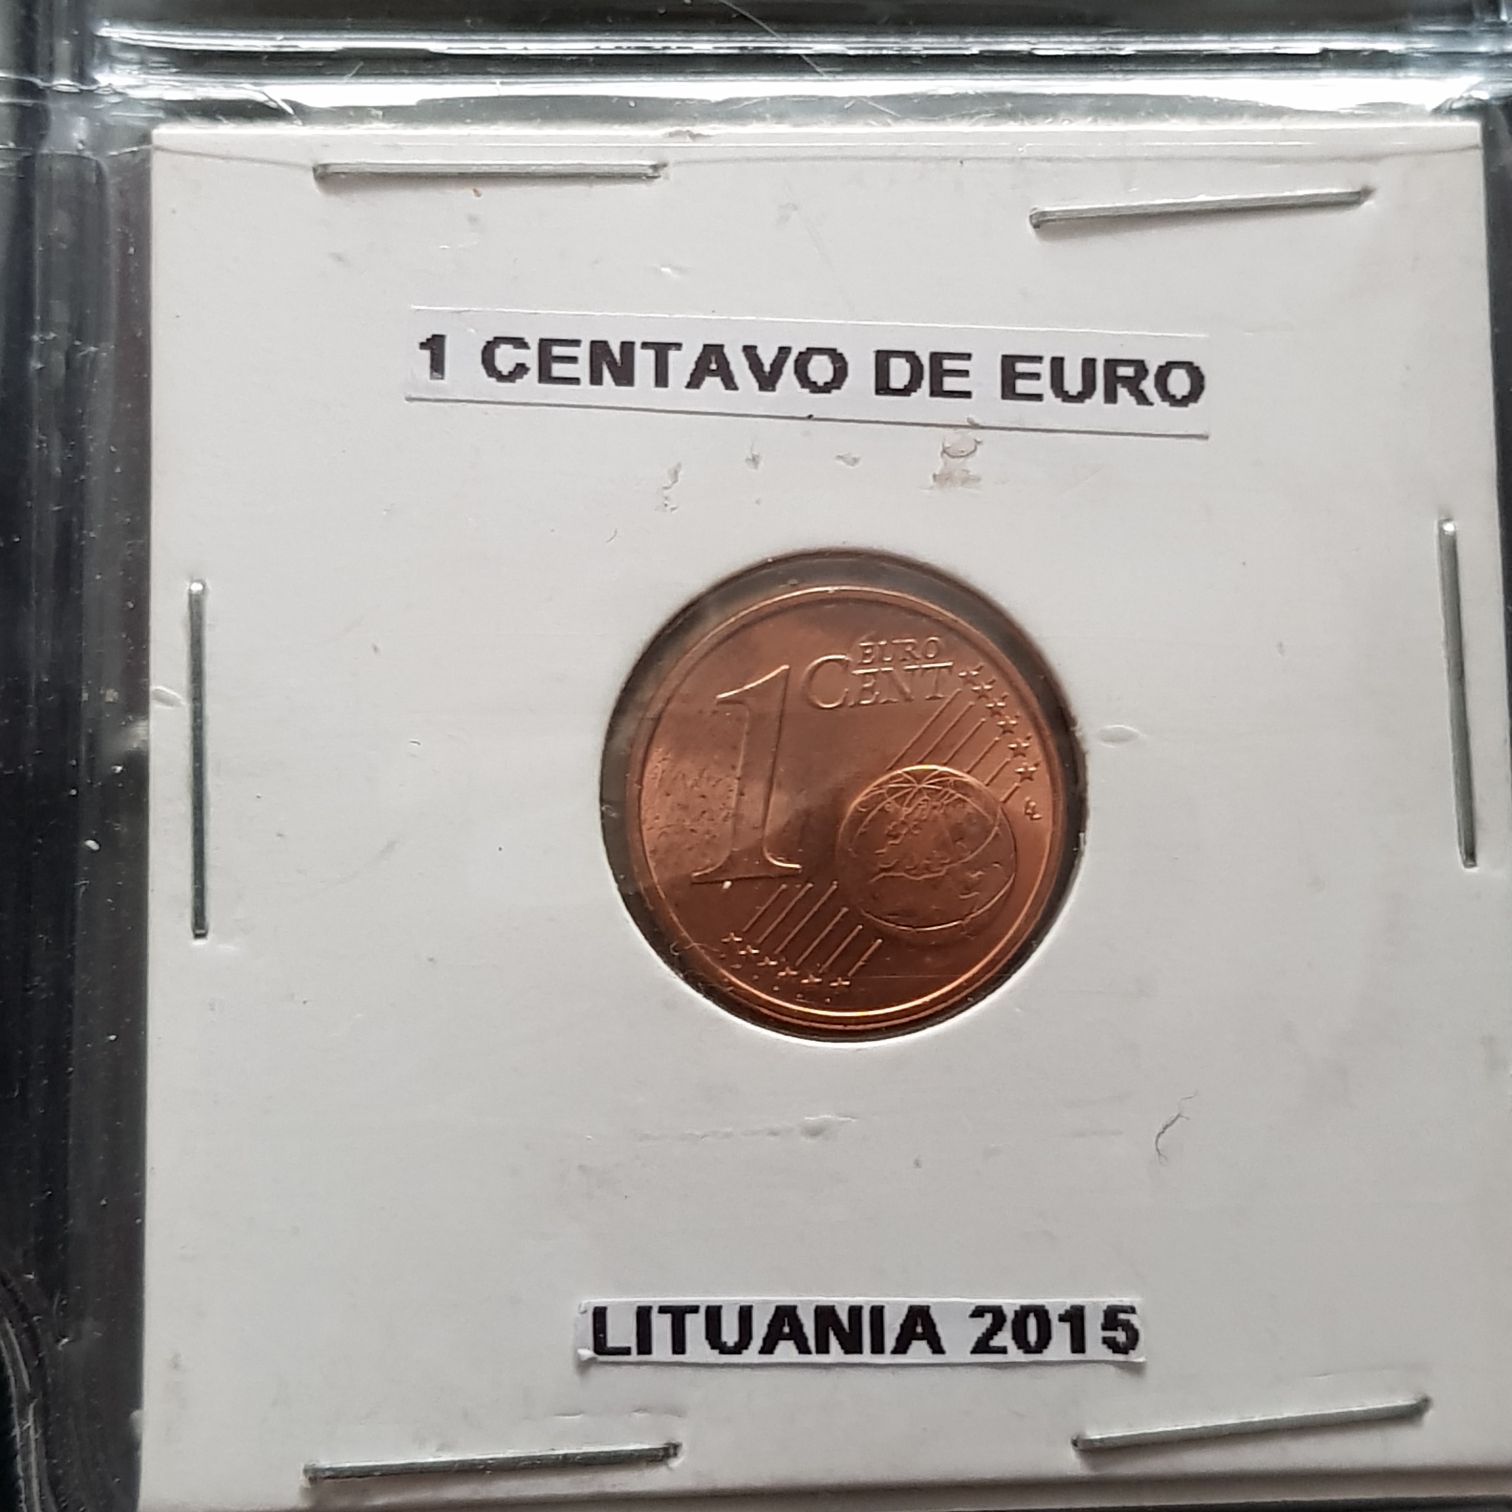 1 CENTAVO DE EURO
1 EURO
CENT
LITUANIA 2015